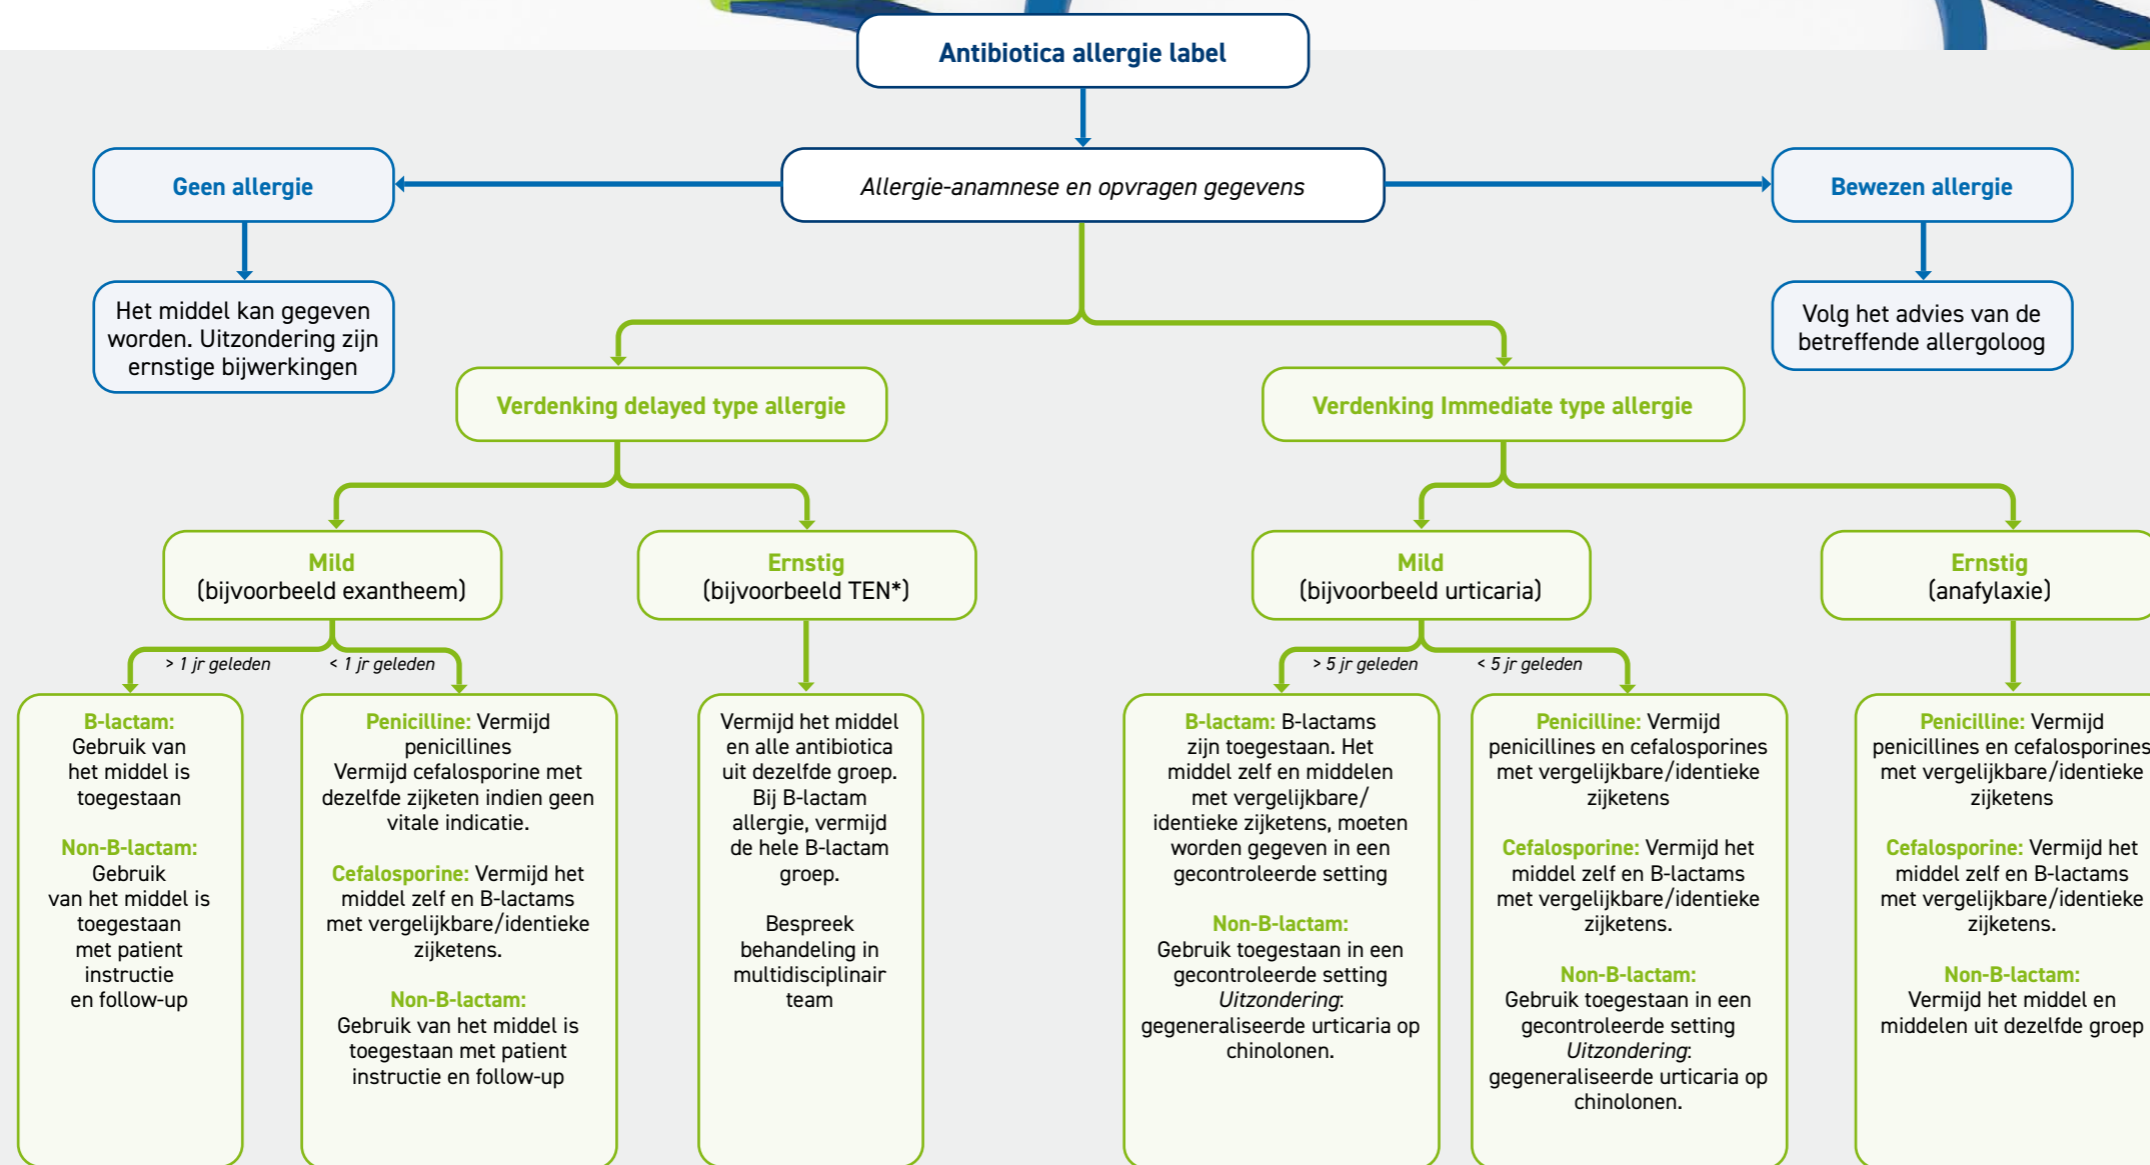 Antibiotica allergie label
Geen allergie
Allergie-anamnese en opvragen gegevens
Bewezen allergie
Het middel kan gegeven
worden. Uitzondering zijn
ernstige bijwerkingen
Volg het advies van de
betreffende allergoloog
Verdenking delayed type allergie
Verdenking Immediate type allergie
Mild
(bijvoorbeeld exantheem)
Ernstig
(bijvoorbeeld TEN*)
Mild
(bijvoorbeeld urticaria)
Ernstig
(anafylaxie)
> 1 jr geleden
< 1 jr geleden
> 5 jr geleden
< 5 jr geleden
B-lactam:
Gebruik van
het middel is
toegestaan
Non-B-lactam:
Gebruik
van het middel is
toegestaan
met patient
instructie
en follow-up
Penicilline: Vermijd
penicillines
Vermijd cefalosporine met
dezelfde zijketen indien geen
vitale indicatie.
Cefalosporine: Vermijd het
middel zelf en B-lactams
met vergelijkbare/identieke
zijketens.
Non-B-lactam:
Gebruik van het middel is
toegestaan met patient
instructie en follow-up
Vermijd het middel
en alle antibiotica
uit dezelfde groep.
Bij B-lactam
allergie, vermijd
de hele B-lactam
groep.
Bespreek
behandeling in
multidisciplinair
team
B-lactam: B-lactams
zijn toegestaan. Het
middel zelf en middelen
met vergelijkbare/
identieke zijketens, moeten
worden gegeven in een
gecontroleerde setting
Non-B-lactam:
Gebruik toegestaan in een
gecontroleerde setting
Uitzondering:
gegeneraliseerde urticaria op
chinolonen.
Penicilline: Vermijd
penicillines en cefalosporines
met vergelijkbare/identieke
zijketens
Cefalosporine: Vermijd het
middel zelf en B-lactams
met vergelijkbare/identieke
zijketens.
Non-B-lactam:
Gebruik toegestaan in een
gecontroleerde setting
Uitzondering:
gegeneraliseerde urticaria op
chinolonen.
Penicilline: Vermijd
penicillines en cefalosporines
met vergelijkbare/identieke
zijketens
Cefalosporine: Vermijd het
middel zelf en B-lactams
met vergelijkbare/identieke
zijketens.
Non-B-lactam:
Vermijd het middel en
middelen uit dezelfde groep